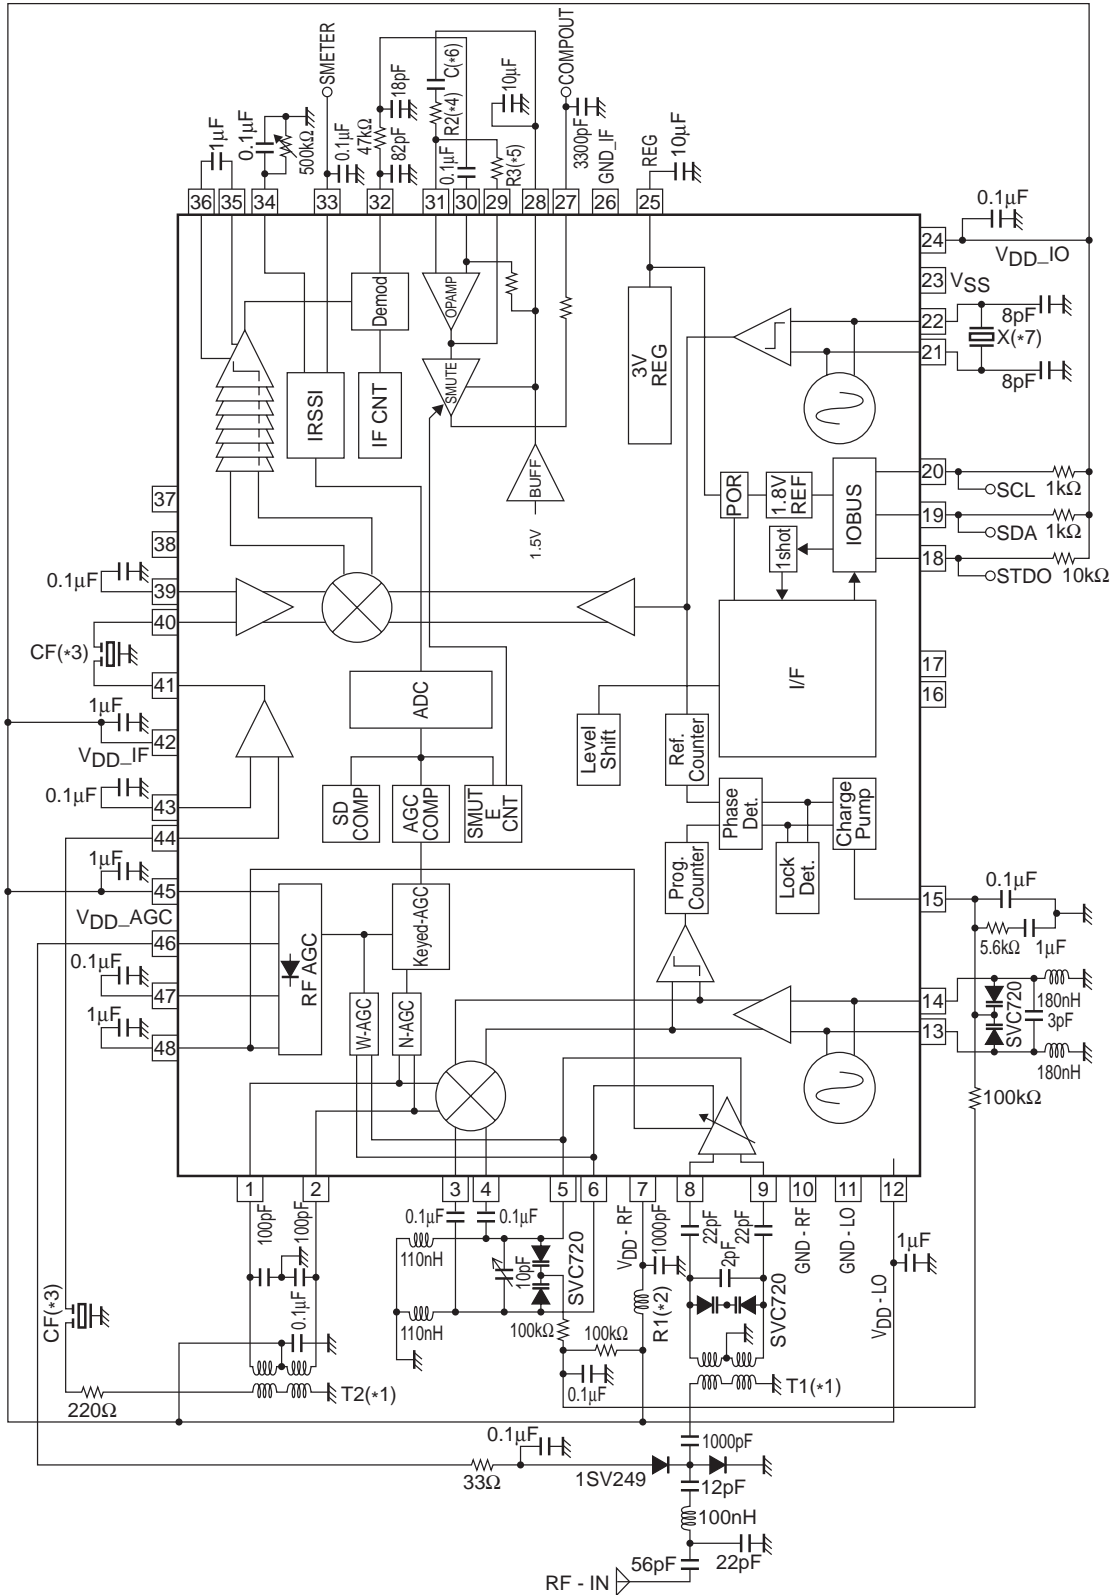 SMETER
COMPOUT
0.1µF
1µF
500kΩ
0.1µF
47kΩ
18pF
82pF
0.1µF
C(*6)
R2(*4)
R3(*5)
10µF
3300pF
GND_IF
REG
10µF
36
35
34
33
32
31
30
29
28
27
26
25
0.1µF
24
VDD_IO
23
VSS
22
8pF
X(*7)
21
8pF
OPAMP
Demod
SMUTE
3V
REG
IRSSI
IF CNT
BUFF
1.5V
POR
1.8V
REF
IOBUS
1shot
20
SCL
1kΩ
19
SDA
1kΩ
18
STDO
10kΩ
37
38
0.1µF
39
40
CF(*3)
41
1µF
42
VDD_IF
0.1µF
43
44
1µF
45
VDD_AGC
46
0.1µF
47
1µF
48
I/F
17
16
ADC
Level
Shift
Ref.
Counter
SD
COMP
AGC
COMP
SMUT
E
CNT
Phase
Det.
Charge
Pump
Prog.
Counter
Lock
Det.
15
0.1µF
5.6kΩ
1µF
RF AGC
Keyed-AGC
W-AGC
N-AGC
14
13
SVC720
180nH
3pF
180nH
100kΩ
1
2
3
4
5
6
7
8
9
10
11
12
100pF
100pF
0.1µF
0.1µF
0.1µF
110nH
110nH
10pF
SVC720
100kΩ
100kΩ
0.1µF
VDD - RF
1000pF
R1(*2)
22pF
22pF
2pF
SVC720
GND - RF
GND - LO
VDD - LO
1µF
CF(*3)
220Ω
T2(*1)
T1(*1)
0.1µF
33Ω
1SV249
1000pF
12pF
100nH
56pF
22pF
RF - IN